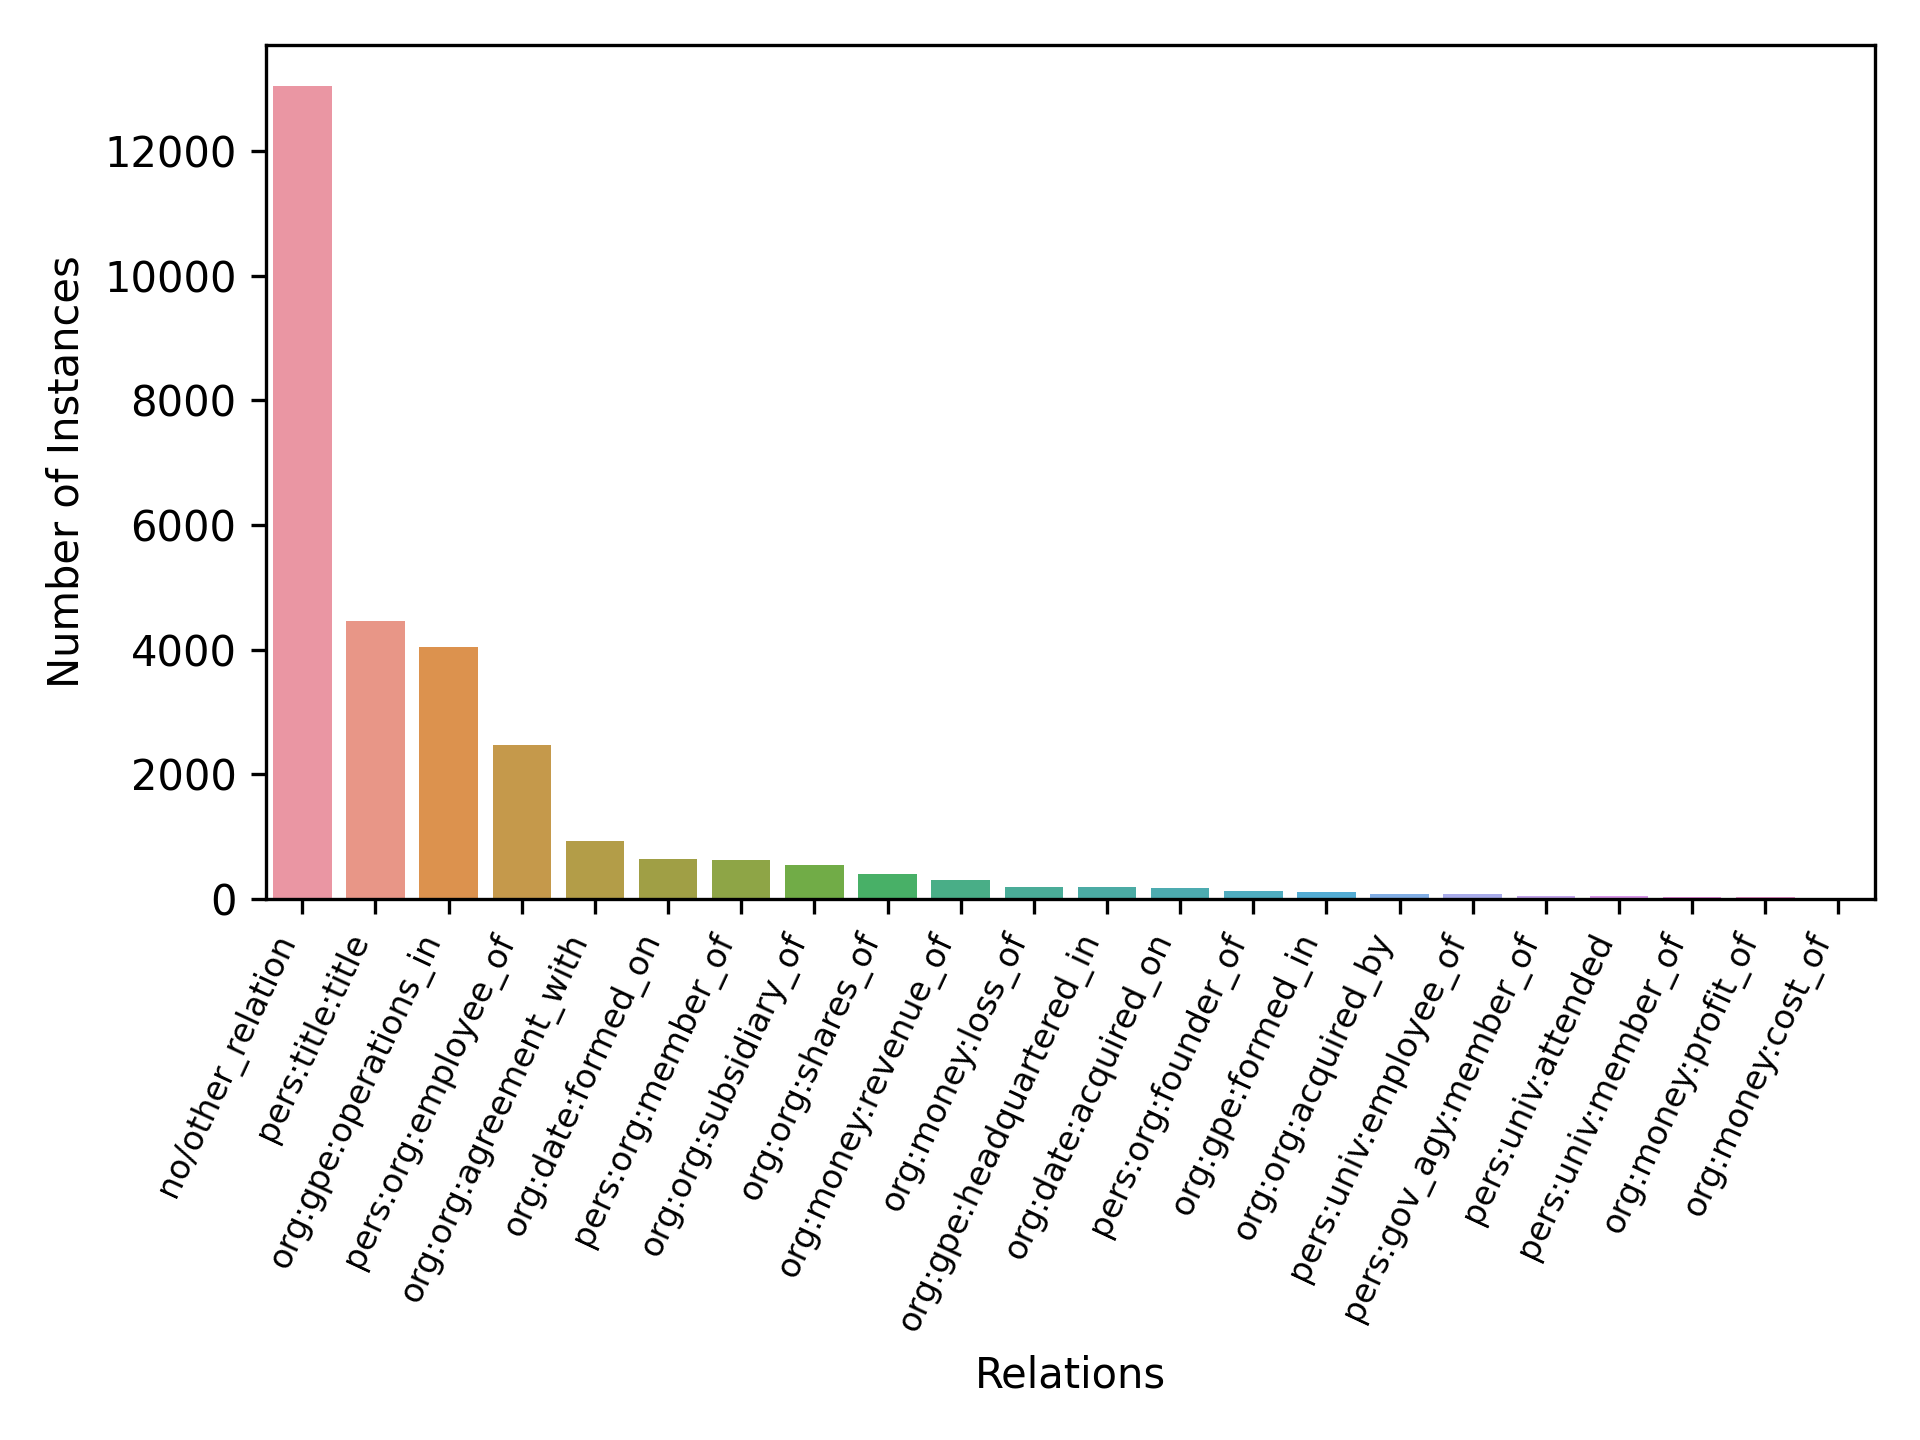 Number of Instances
12000
10000
8000
6000
4000
2000
0
no/other_relation
pers:title:title
org:gpe:operations_in
pers:org:employee_of
org:org:agreement_with
org:date:formed_on
pers:org:member_of
org:org:subsidiary_of
org:org:shares_of
org:money:revenue_of
org:money:loss_of
org:gpe:headquartered_in
org:date:acquired_on
pers:org:founder_of
org:gpe:formed_in
org:org:acquired_by
pers:univ:employee_of
pers:gov_agy:member_of
pers:univ:attended
pers:univ:member_of
org:money:profit_of
org:money:cost_of
Relations